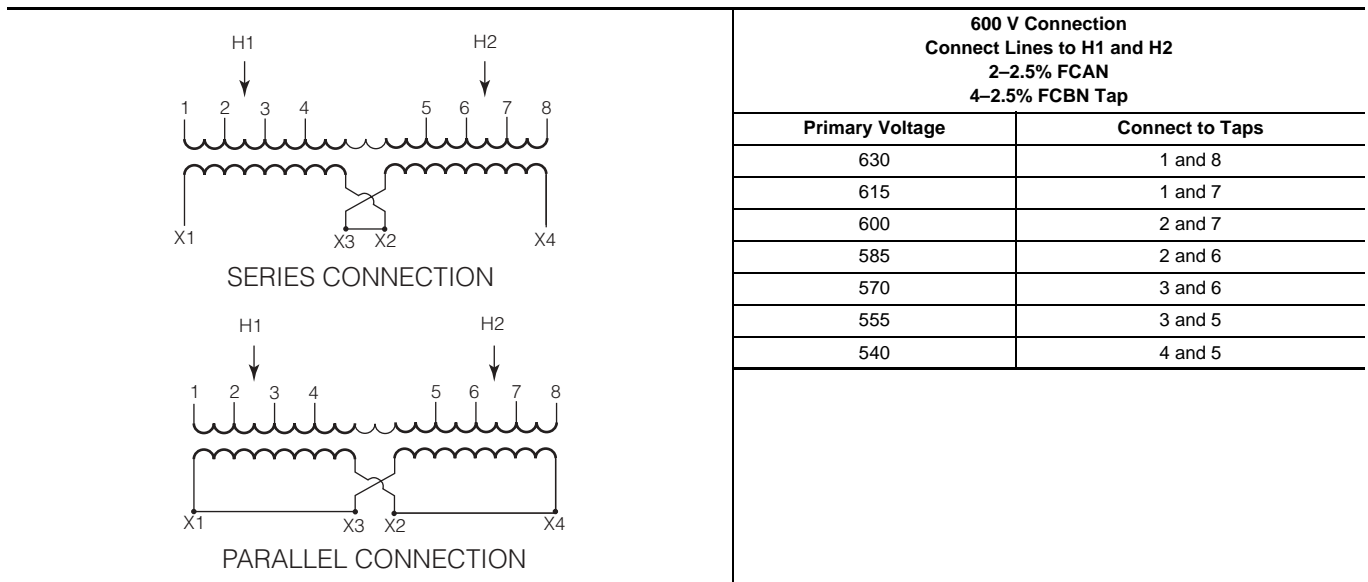 H1 H2
1 2 3 4 5 6 7 8
X1 X3 X2 X4
SERIES CONNECTION
H1 H2
1 2 3 4 5 6 7 8
X1 X3 X2 X4
PARALLEL CONNECTION
600 V Connection
Connect Lines to H1 and H2
2–2.5% FCAN
4–2.5% FCBN Tap
Primary Voltage Connect to Taps
630 1 and 8
615 1 and 7
600 2 and 7
585 2 and 6
570 3 and 6
555 3 and 5
540 4 and 5